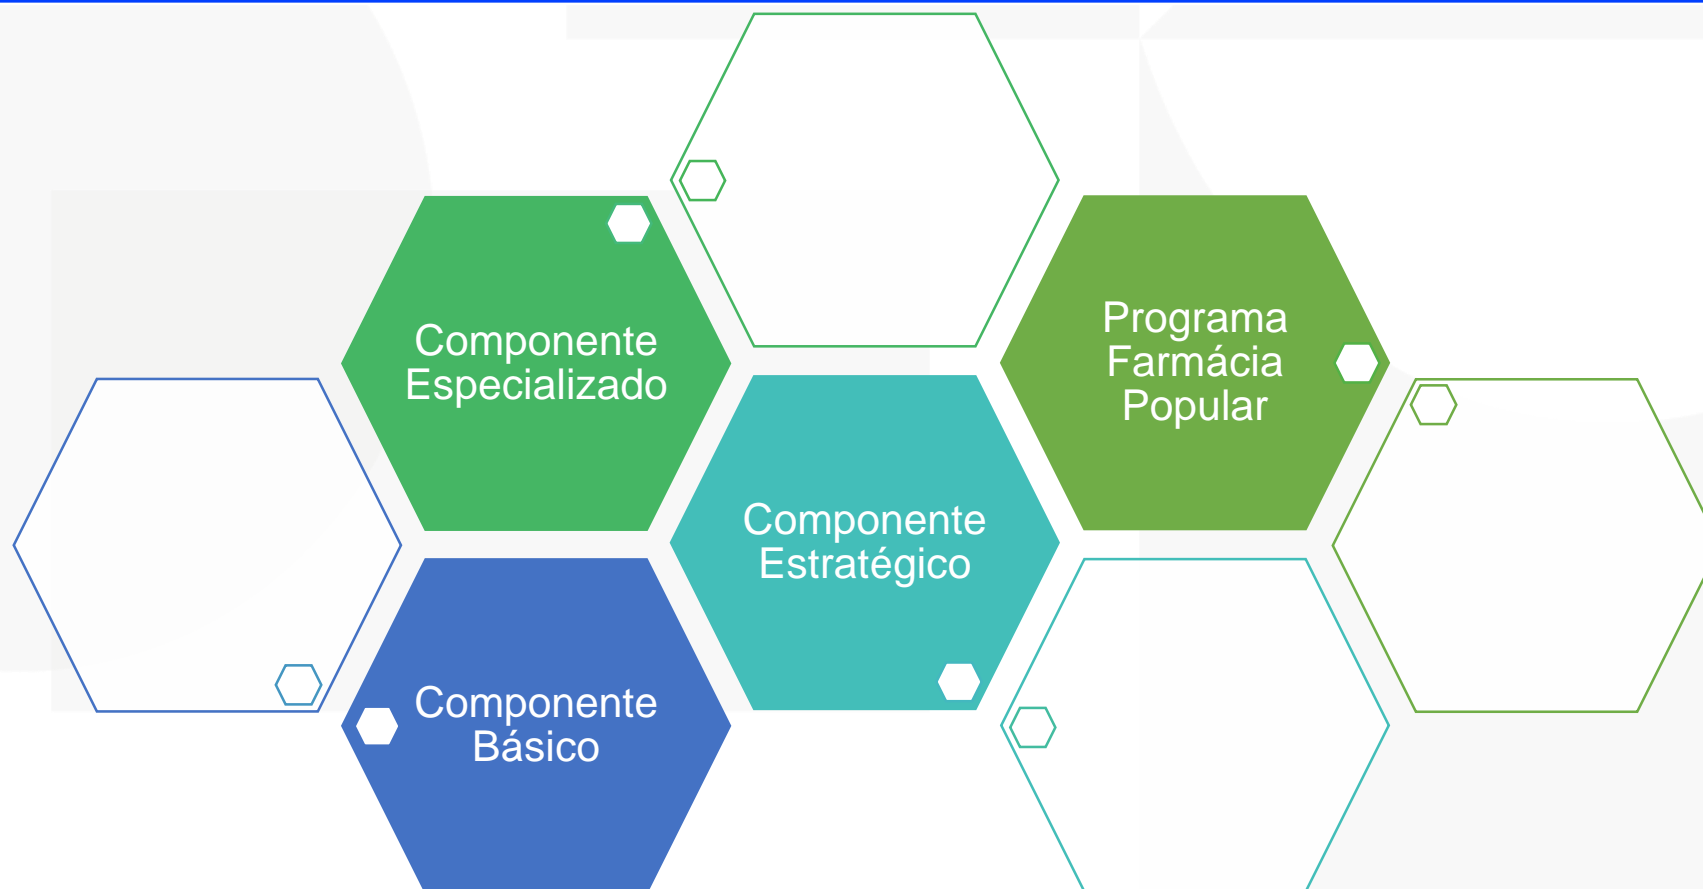 Componente
Especializado
Programa
Farmácia
Popular
Componente
Estratégico
Componente
Básico